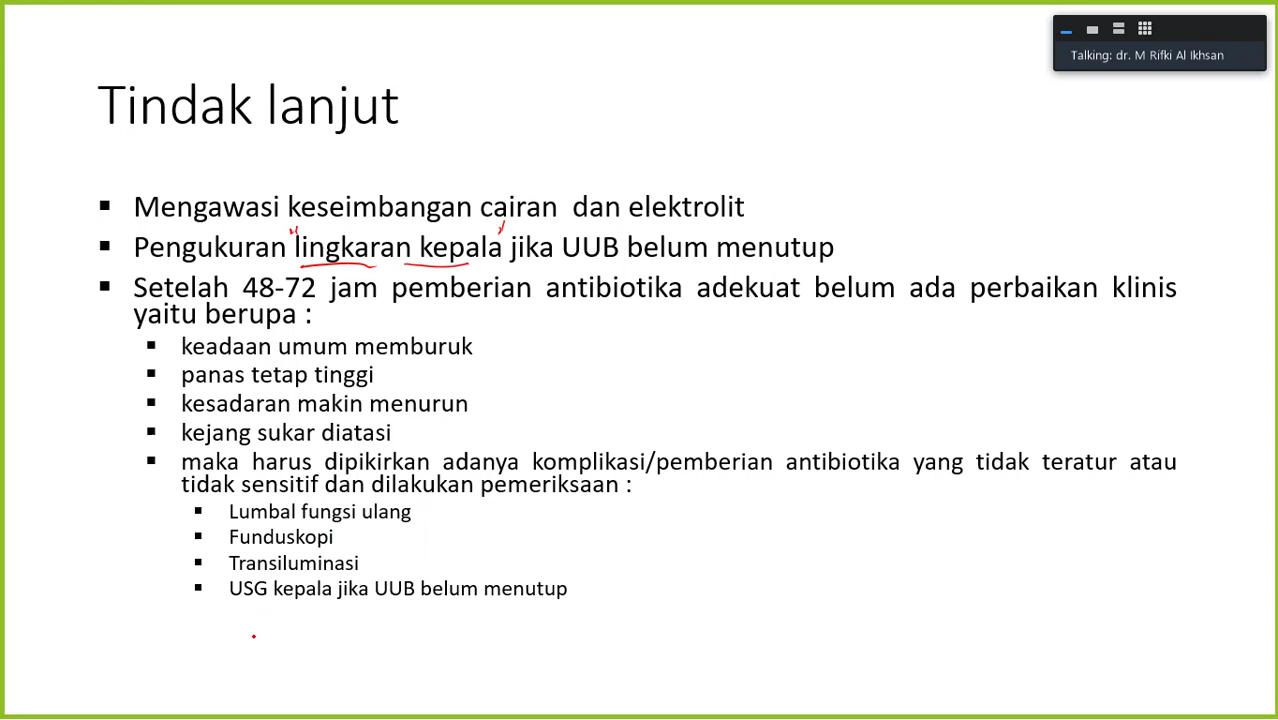 Talking: dr. M Rifki Al Ikhsan
Tindak lanjut
▪ Mengawasi keseimbangan cairan dan elektrolit
▪ Pengukuran lingkaran kepala jika UUB belum menutup
▪ Setelah 48-72 jam pemberian antibiotika adekuat belum ada perbaikan klinis
yaitu berupa :
▪ keadaan umum memburuk
▪ panas tetap tinggi
▪ kesadaran makin menurun
▪ kejang sukar diatasi
▪ maka harus dipikirkan adanya komplikasi/pemberian antibiotika yang tidak teratur atau
tidak sensitif dan dilakukan pemeriksaan :
▪ Lumbal fungsi ulang
▪ Funduskopi
▪ Transiluminasi
▪ USG kepala jika UUB belum menutup